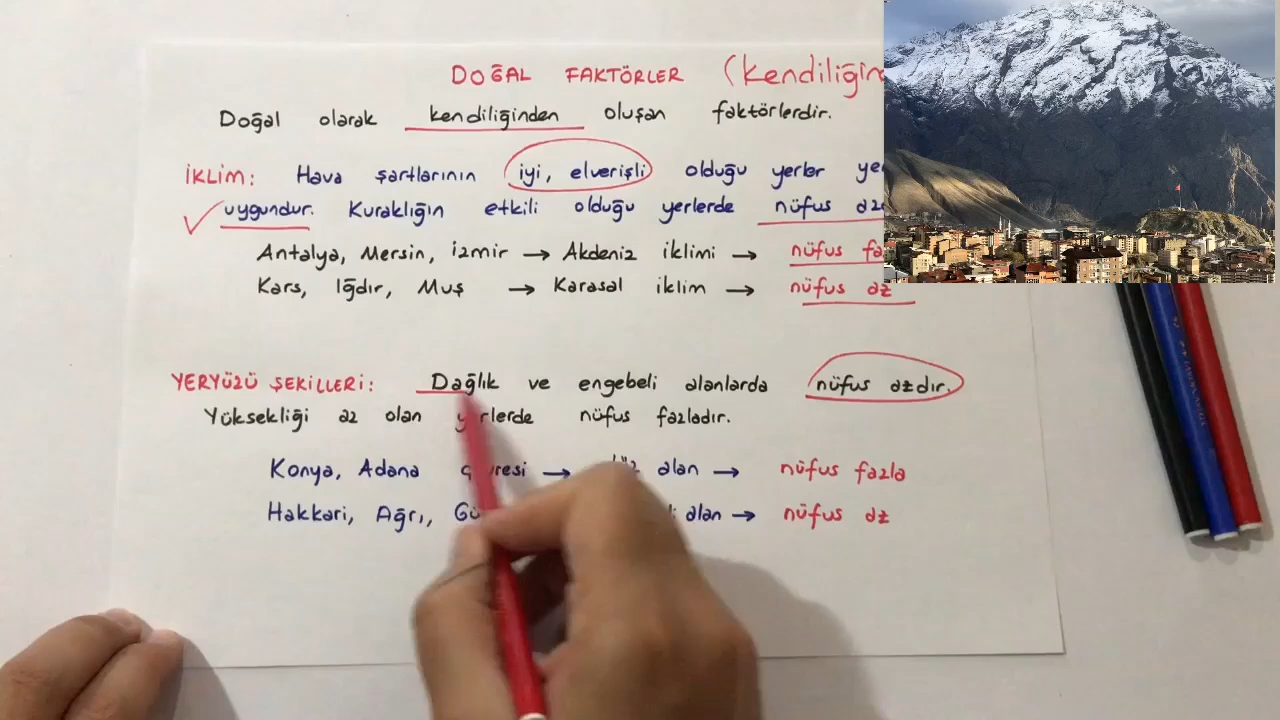 DOĞAL FAKTÖRLER (Kendiliğin
Doğal olarak kendiliğinden oluşan faktörlerdir.
İKLİM: Hava şartlarının iyi, elverişli olduğu yerler
uygundur. Kuraklığın etkili olduğu yerlerde nüfus
Antalya, Mersin, İzmir → Akdeniz iklimi → nüfus
Kars, Iğdır, Muş → Karasal iklim → nüfus az
YERYÜZÜ ŞEKİLLERİ: Dağlık ve engebeli alanlarda nüfus azdır.
Yüksekliği az olan yerlerde nüfus fazladır.
Konya, Adana çevresi → alan → nüfus fazla
Hakkari, Ağrı, alan → nüfus az